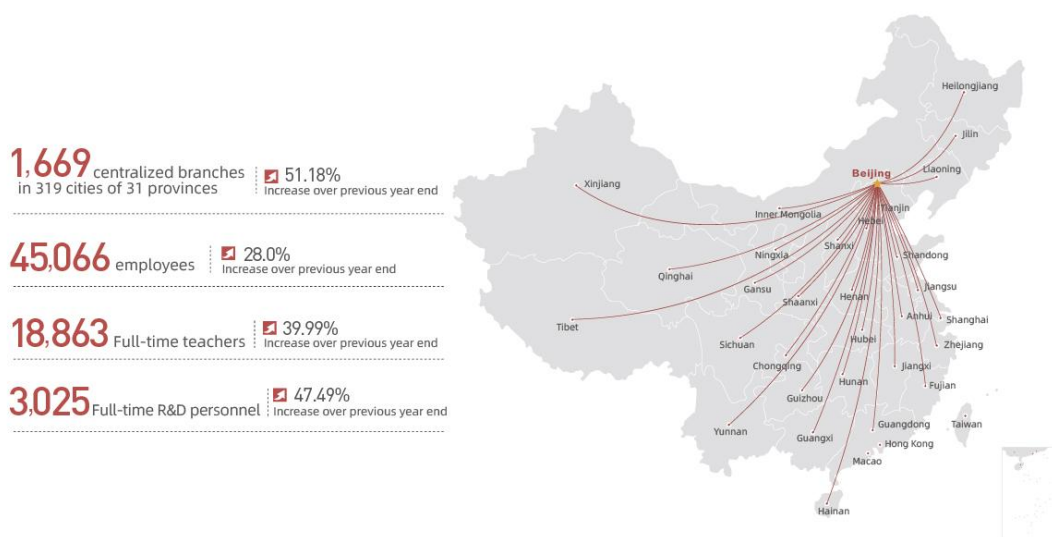 1,669 centralized branches
in 319 cities of 31 provinces
51.18%
Increase over previous year end
45,066 employees
28.0%
Increase over previous year end
18,863 Full-time teachers
39.99%
Increase over previous year end
3,025 Full-time R&D personnel
47.49%
Increase over previous year end
Heilongjiang
Jilin
Liaoning
Beijing
Xinjiang
Tianjin
Inner Mongolia
Hebei
Shanxi
Ningxia
Shandong
Qinghai
Gansu
Jiangsu
Shaanxi
Henan
Anhui
Shanghai
Tibet
Hubei
Sichuan
Zhejiang
Chongqing
Jiangxi
Hunan
Fujian
Guizhou
Yunnan
Guangxi
Guangdong
Taiwan
Hong Kong
Macao
Hainan